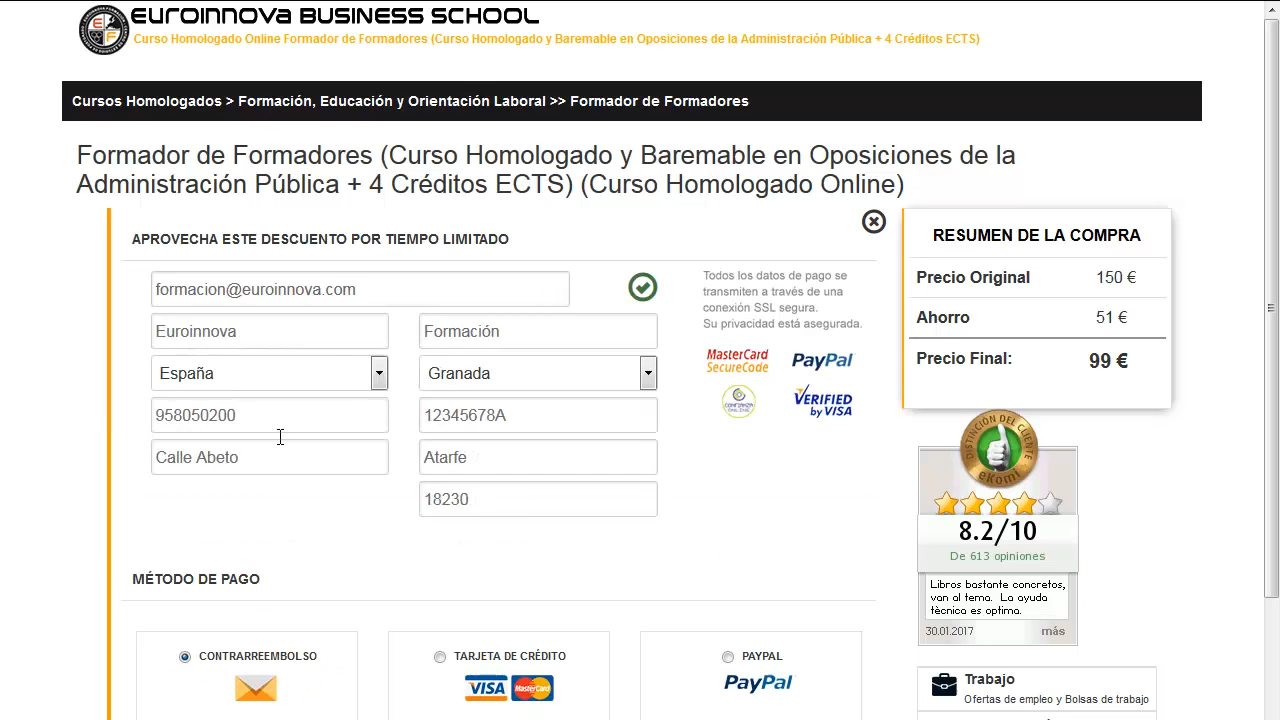 EUROINNOVA BUSINESS SCHOOL
Curso Homologado Online Formador de Formadores (Curso Homologado y Baremable en Oposiciones de la Administración Pública + 4 Créditos ECTS)
Cursos Homologados > Formación, Educación y Orientación Laboral >> Formador de Formadores
Formador de Formadores (Curso Homologado y Baremable en Oposiciones de la
Administración Pública + 4 Créditos ECTS) (Curso Homologado Online)
APROVECHA ESTE DESCUENTO POR TIEMPO LIMITADO
formacion@euroinnova.com
Euroinnova
Formación
España
Granada
958050200
12345678A
Calle Abeto
Atarfe
18230
Todos los datos de pago se
transmiten a través de una
conexión SSL segura.
Su privacidad está asegurada.
MasterCard
SecureCode
PayPal
CONFIANZA
ONLINE
VERIFIED
by VISA
MÉTODO DE PAGO
CONTRARREEMBOLSO
TARJETA DE CRÉDITO
VISA
MasterCard
PAYPAL
PayPal
RESUMEN DE LA COMPRA
Precio Original 150 €
Ahorro 51 €
Precio Final: 99 €
DISTINCIÓN DEL CLIENTE
eKomi
8.2/10
De 613 opiniones
Libros bastante concretos,
van al tema. La ayuda
tècnica es optima.
30.01.2017 más
Trabajo
Ofertas de empleo y Bolsas de trabajo